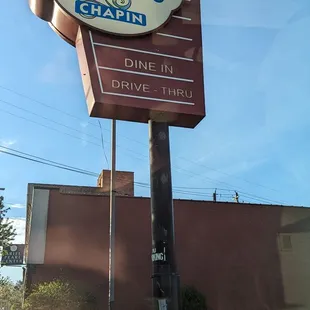 CHAPIN
DINE IN
DRIVE - THRU